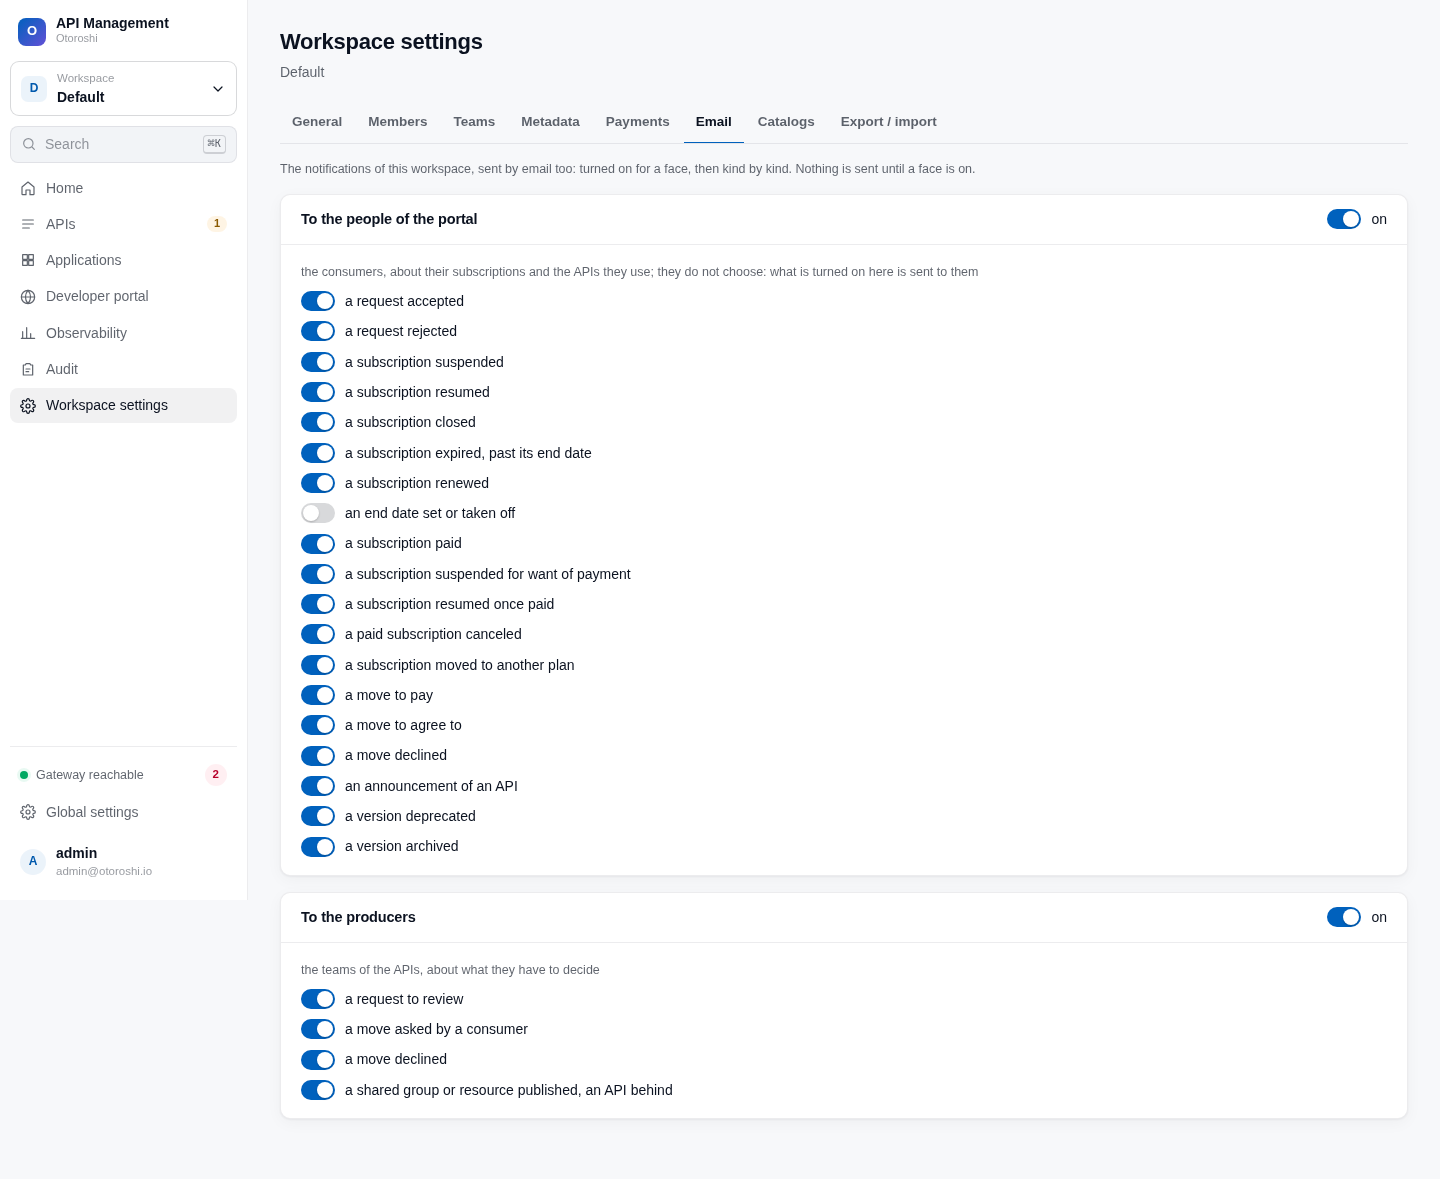 O
API Management
Otoroshi
D
Workspace
Default
Search
⌘K
Home
APIs
1
Applications
Developer portal
Observability
Audit
Workspace settings
Gateway reachable
2
Global settings
A
admin
admin@otoroshi.io
Workspace settings
Default
General
Members
Teams
Metadata
Payments
Email
Catalogs
Export / import
The notifications of this workspace, sent by email too: turned on for a face, then kind by kind. Nothing is sent until a face is on.
To the people of the portal
on
the consumers, about their subscriptions and the APIs they use; they do not choose: what is turned on here is sent to them
a request accepted
a request rejected
a subscription suspended
a subscription resumed
a subscription closed
a subscription expired, past its end date
a subscription renewed
an end date set or taken off
a subscription paid
a subscription suspended for want of payment
a subscription resumed once paid
a paid subscription canceled
a subscription moved to another plan
a move to pay
a move to agree to
a move declined
an announcement of an API
a version deprecated
a version archived
To the producers
on
the teams of the APIs, about what they have to decide
a request to review
a move asked by a consumer
a move declined
a shared group or resource published, an API behind